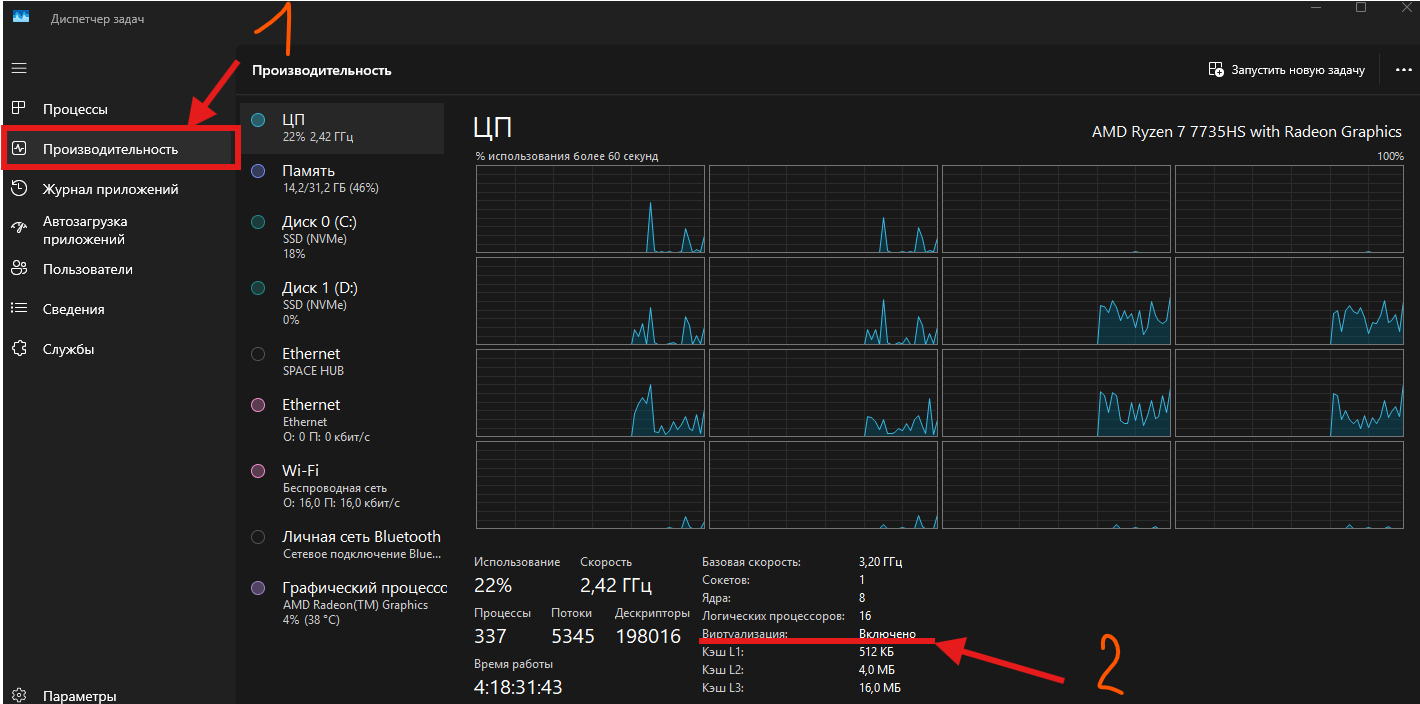 Диспетчер задач
1
Производительность
Запустить новую задачу
Процессы
Производительность
Журнал приложений
Автозагрузка
приложений
Пользователи
Сведения
Службы
Параметры
ЦП
22% 2,42 ГГц
Память
14,2/31,2 ГБ (46%)
Диск 0 (C:)
SSD (NVMe)
18%
Диск 1 (D:)
SSD (NVMe)
0%
Ethernet
SPACE HUB
Ethernet
Ethernet
О: 0 П: 0 кбит/с
Wi-Fi
Беспроводная сеть
О: 16,0 П: 16,0 кбит/с
Личная сеть Bluetooth
Сетевое подключение Blue...
Графический процессо
AMD Radeon(TM) Graphics
4% (38 °C)
ЦП
AMD Ryzen 7 7735HS with Radeon Graphics
% использования более 60 секунд
100%
Использование
Скорость
22%
2,42 ГГц
Процессы
Потоки
Дескрипторы
337
5345
198016
Время работы
4:18:31:43
Базовая скорость: 3,20 ГГц
Сокетов: 1
Ядра: 8
Логических процессоров: 16
Виртуализация: Включено
Кэш L1: 512 КБ
Кэш L2: 4,0 МБ
Кэш L3: 16,0 МБ
2